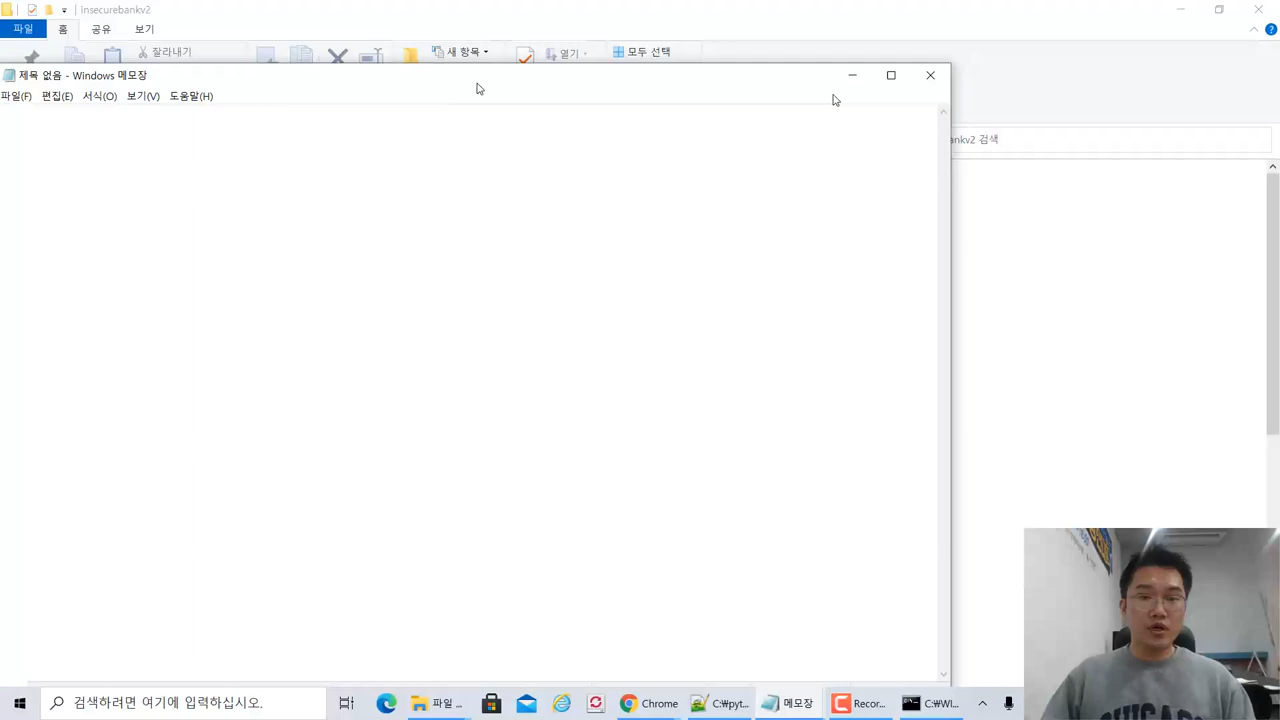 Insecurebankv2
파일
홈
공유
보기
잘라내기
새 항목
열기
모두 선택
제목 없음 - Windows 메모장
파일(F)
편집(E)
서식(O)
보기(V)
도움말(H)
ankv2 검색
검색하려면 여기에 입력하십시오.
파일 ...
Chrome
C:₩pyt...
메모장
Recor...
C:₩WI...